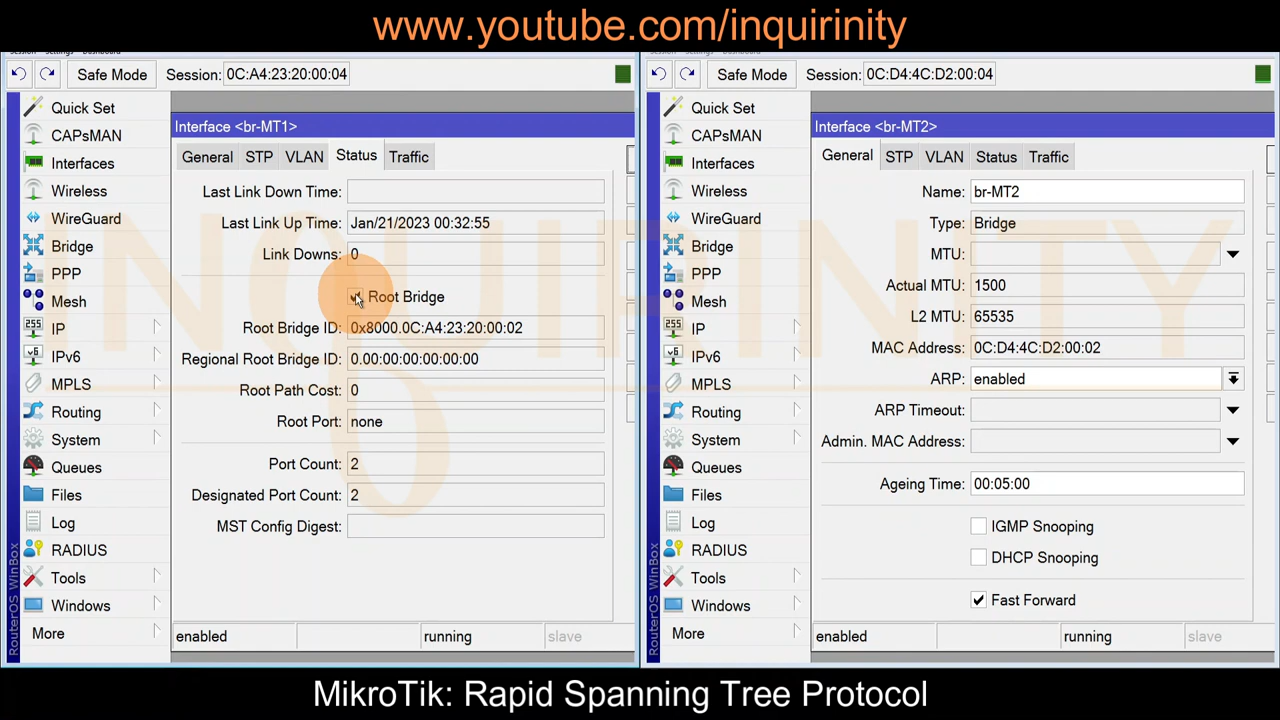 www.youtube.com/inquirinity
Safe Mode
Session:
0C:A4:23:20:00:04
Quick Set
CAPsMAN
Interfaces
Wireless
WireGuard
Bridge
PPP
Mesh
IP
IPv6
MPLS
Routing
System
Queues
Files
Log
RADIUS
Tools
Windows
More
RouterOS WinBox
Interface <br-MT1>
General STP VLAN Status Traffic
Last Link Down Time:
Last Link Up Time: Jan/21/2023 00:32:55
Link Downs: 0
Root Bridge
Root Bridge ID: 0x8000.0C:A4:23:20:00:02
Regional Root Bridge ID: 0.00:00:00:00:00:00
Root Path Cost: 0
Root Port: none
Port Count: 2
Designated Port Count: 2
MST Config Digest:
enabled running slave
Safe Mode
Session:
0C:D4:4C:D2:00:04
Quick Set
CAPsMAN
Interfaces
Wireless
WireGuard
Bridge
PPP
Mesh
IP
IPv6
MPLS
Routing
System
Queues
Files
Log
RADIUS
Tools
Windows
More
RouterOS WinBox
Interface <br-MT2>
General STP VLAN Status Traffic
Name: br-MT2
Type: Bridge
MTU:
Actual MTU: 1500
L2 MTU: 65535
MAC Address: 0C:D4:4C:D2:00:02
ARP: enabled
ARP Timeout:
Admin. MAC Address:
Ageing Time: 00:05:00
IGMP Snooping
DHCP Snooping
Fast Forward
enabled running slave
INQUIRINITY
MikroTik: Rapid Spanning Tree Protocol